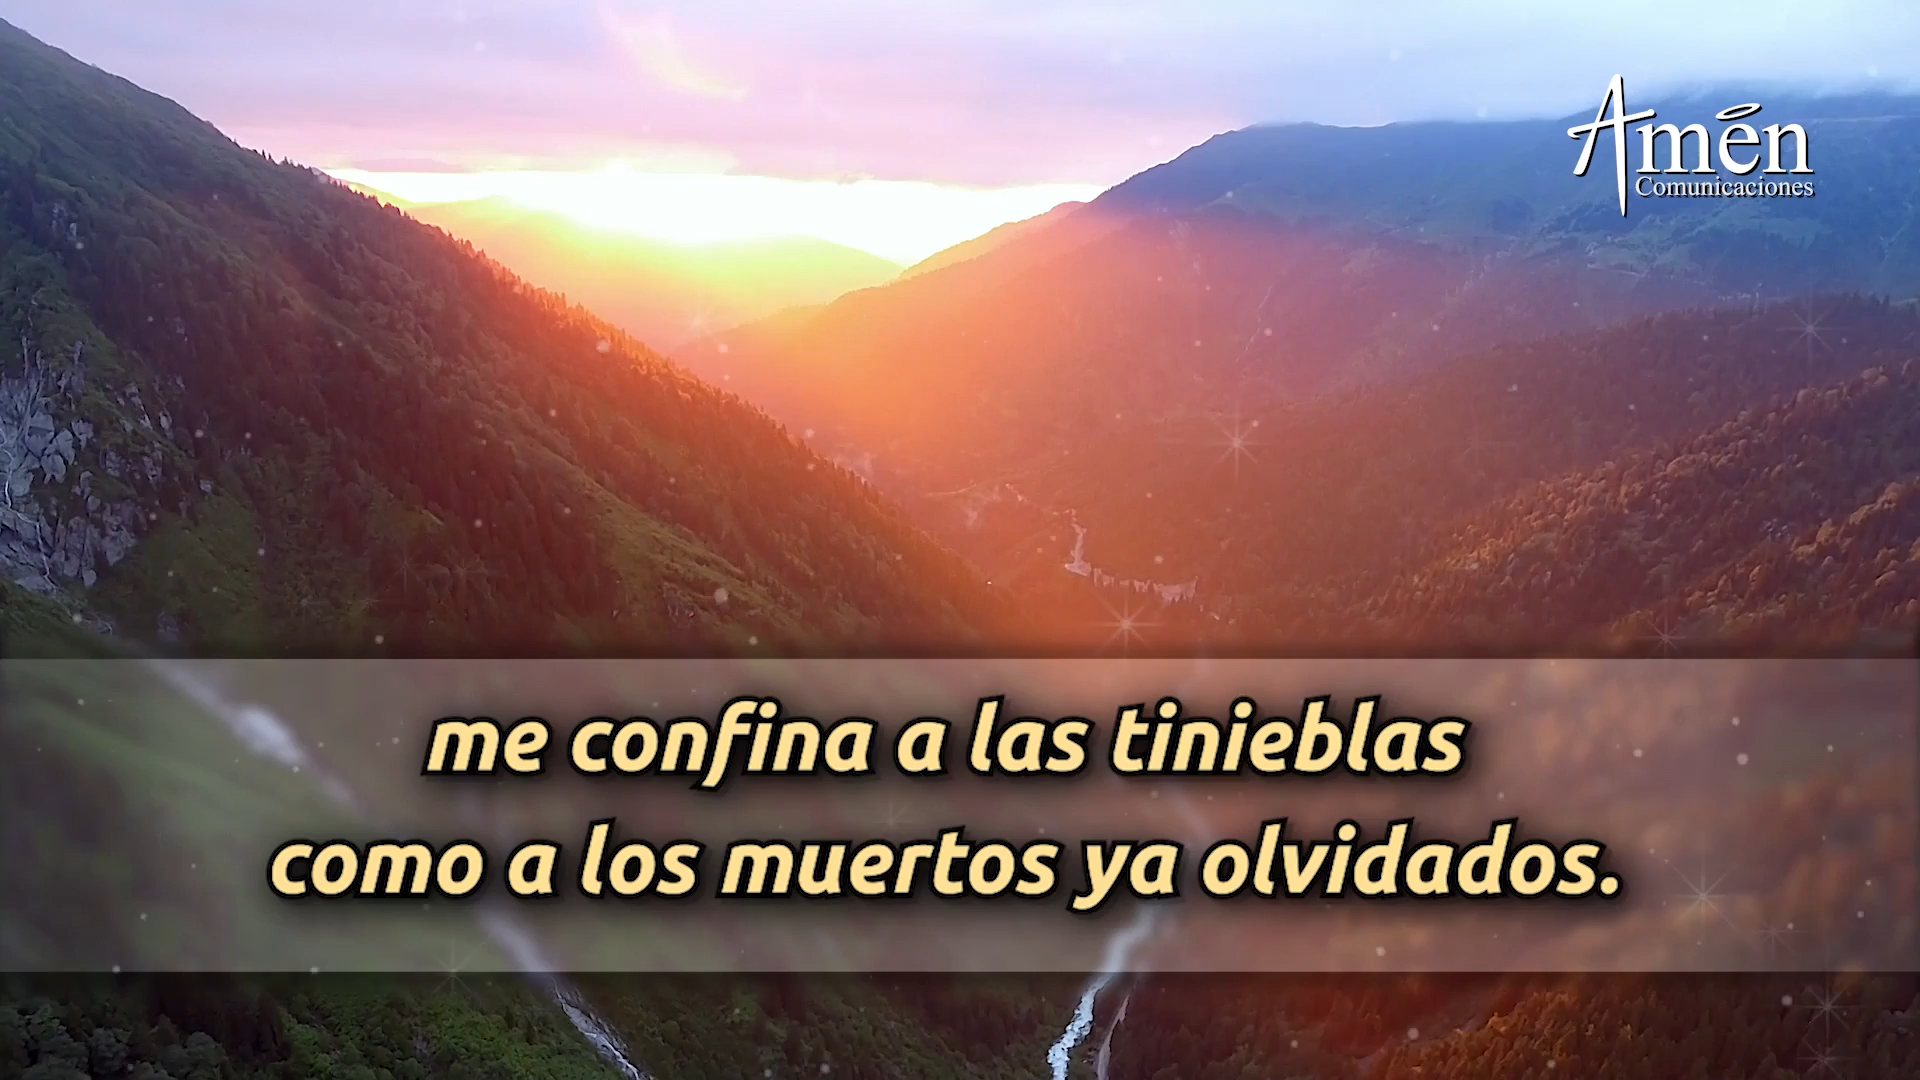 Amén
Comunicaciones
me confina a las tinieblas
como a los muertos ya olvidados.